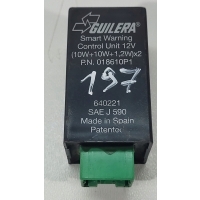 GUILERA
Smart Warning
Control Unit 12V
(10W+10W+1,2W)x2
P.N. 018610P1
197
640221
SAE J 590
Made in Spain
Patented